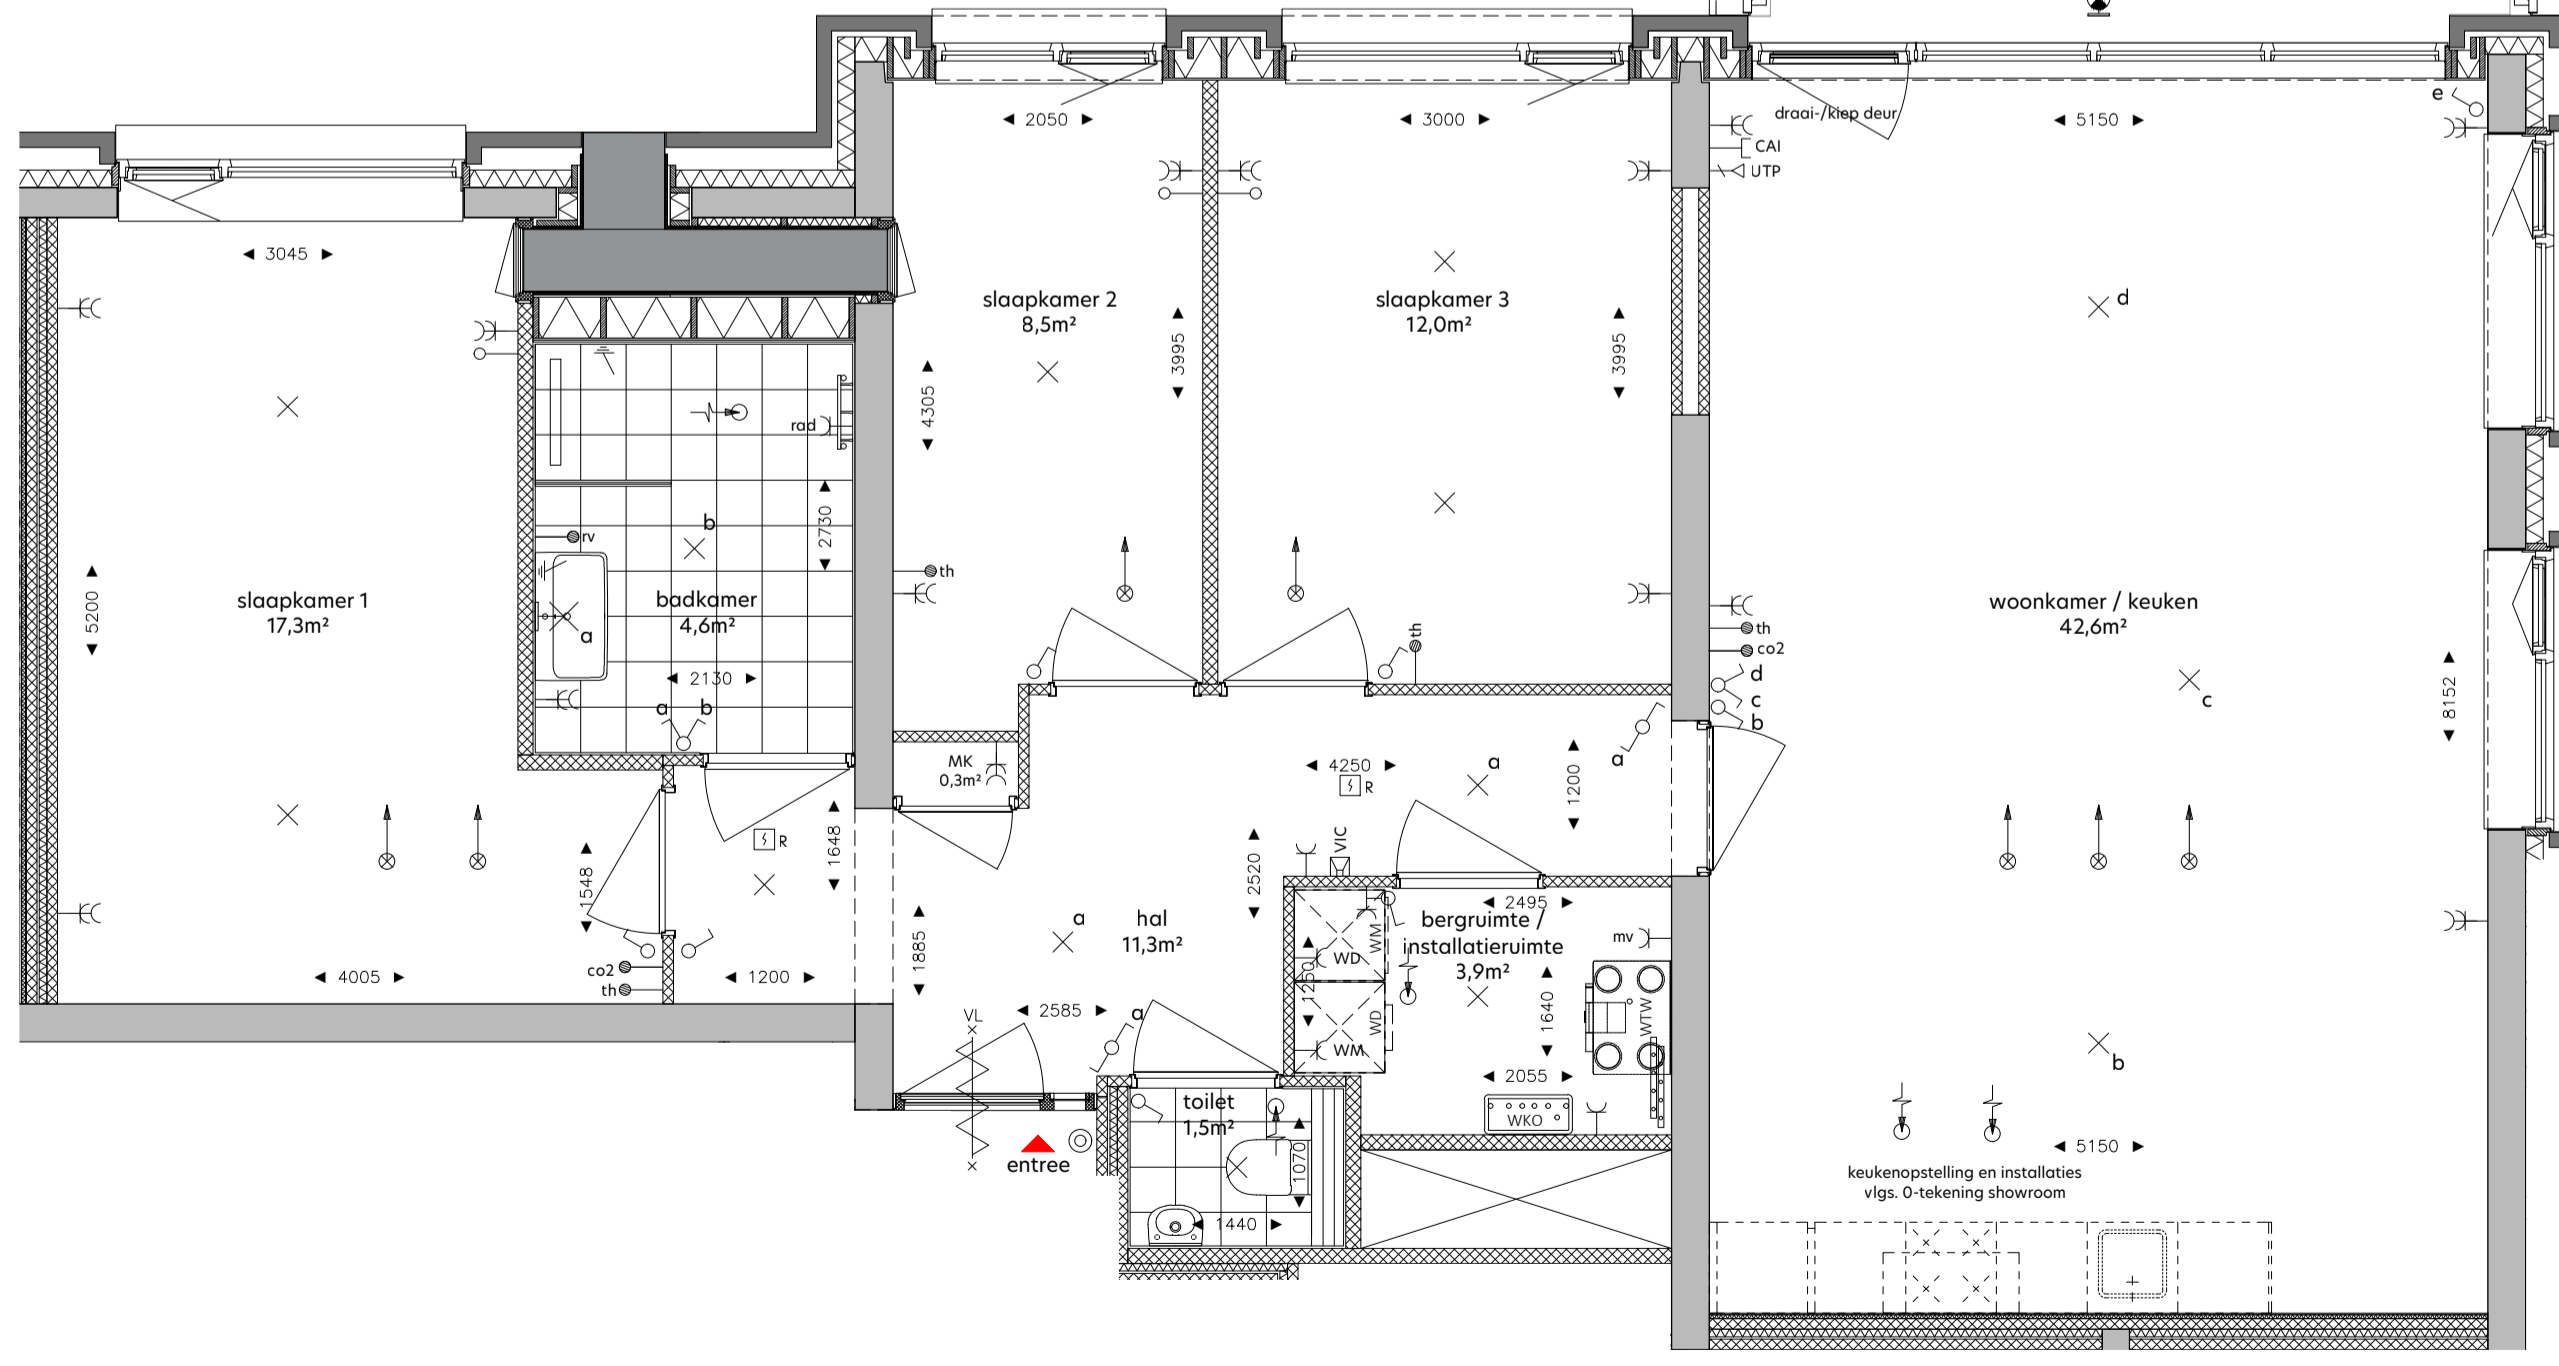 2050
3000
draai-/kiep deur
5150
e
CAI
UTP
3045
slaapkamer 2
8,5m²
slaapkamer 3
12,0m²
d
3995
3995
4305
rad
2730
b
rv
th
slaapkamer 1
17,3m²
5200
badkamer
4,6m²
a
2130
a b
th
woonkamer / keuken
42,6m²
th
co2
d
c
b
c
8152
MK
0,3m²
4250
R
a
a
1200
R
1648
1548
2520
VIC
2495
a
hal
11,3m²
1885
bergruimte /
installatieruimte
3,9m²
WM
WD
mv
co2
th
4005
1200
1250
1640
WTW
VL
2585
a
WD
WM
b
2055
WKO
toilet
1,5m²
1070
entree
1440
5150
keukenopstelling en installaties
vlgs. 0-tekening showroom